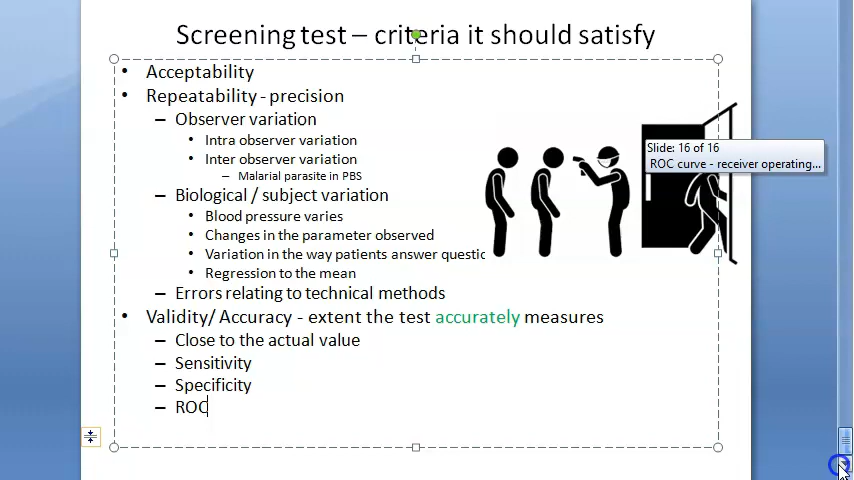 Screening test – criteria it should satisfy
• Acceptability
• Repeatability - precision
– Observer variation
• Intra observer variation
• Inter observer variation
– Malarial parasite in PBS
– Biological / subject variation
• Blood pressure varies
• Changes in the parameter observed
• Variation in the way patients answer questic
• Regression to the mean
– Errors relating to technical methods
• Validity/ Accuracy - extent the test accurately measures
– Close to the actual value
– Sensitivity
– Specificity
– ROC
Slide: 16 of 16
ROC curve - receiver operating...